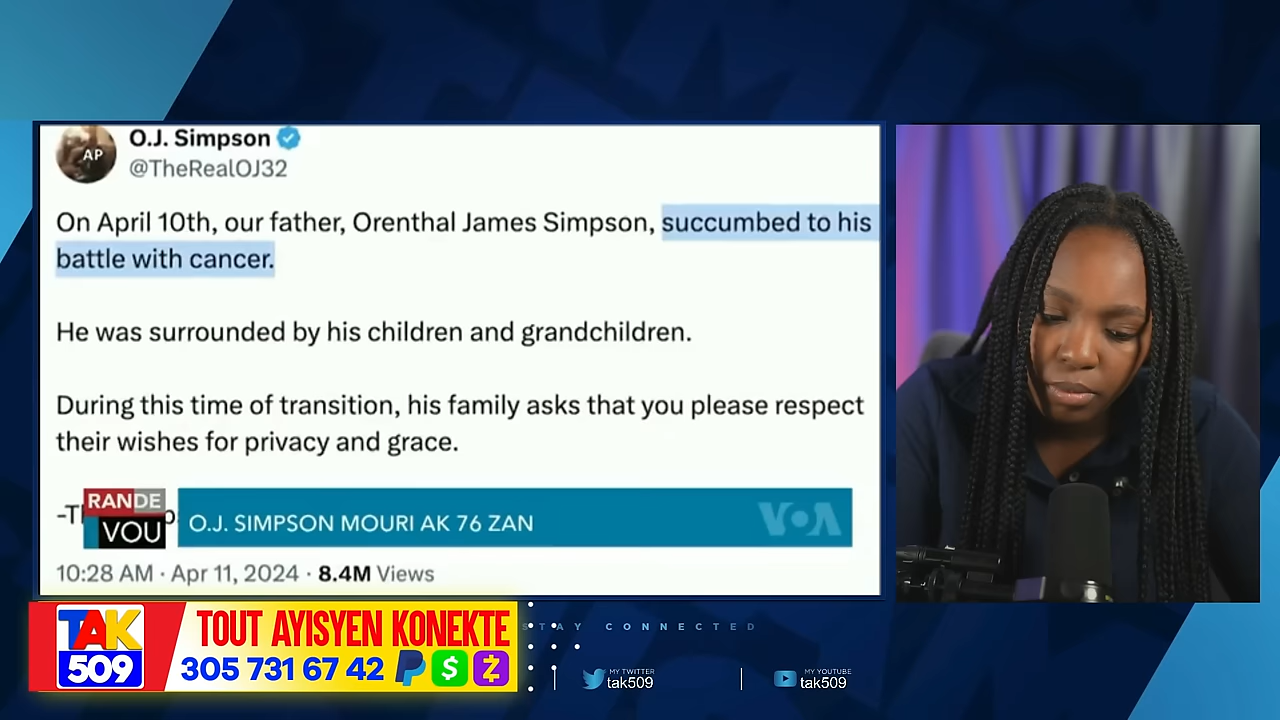 O.J. Simpson
AP
@TheRealOJ32
On April 10th, our father, Orenthal James Simpson, succumbed to his
battle with cancer.
He was surrounded by his children and grandchildren.
During this time of transition, his family asks that you please respect
their wishes for privacy and grace.
RANDE
VOU
O.J. SIMPSON MOURI AK 76 ZAN
VOA
10:28 AM · Apr 11, 2024 · 8.4M Views
TAK
509
TOUT AYISYEN KONEKTE
305 731 67 42
STAY CONNECTED
MY TWITTER
tak509
MY YOUTUBE
tak509